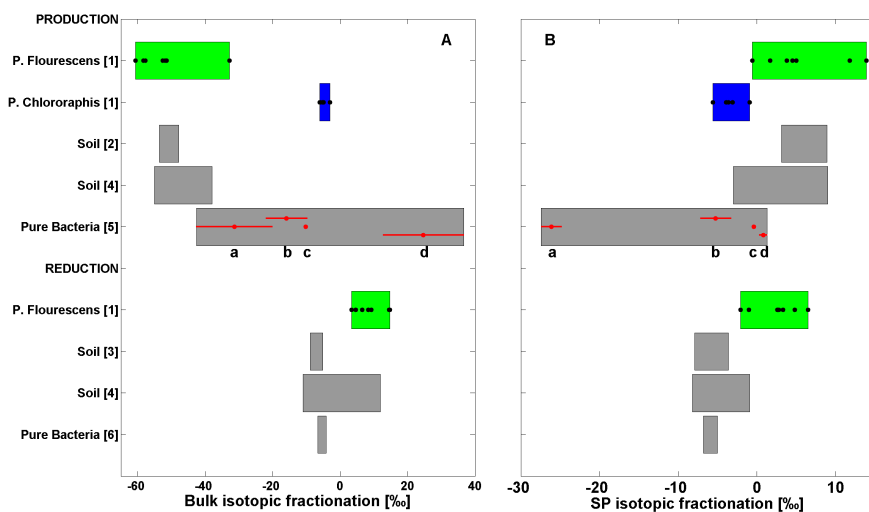 PRODUCTION
A
B
P. Flourescens [1]
P. Chlororaphis [1]
Soil [2]
Soil [4]
Pure Bacteria [5]
a b c d
a b c d
REDUCTION
P. Flourescens [1]
Soil [3]
Soil [4]
Pure Bacteria [6]
-60 -40 -20 0 20 40
-30 -20 -10 0 10
Bulk isotopic fractionation [‰]
SP isotopic fractionation [‰]